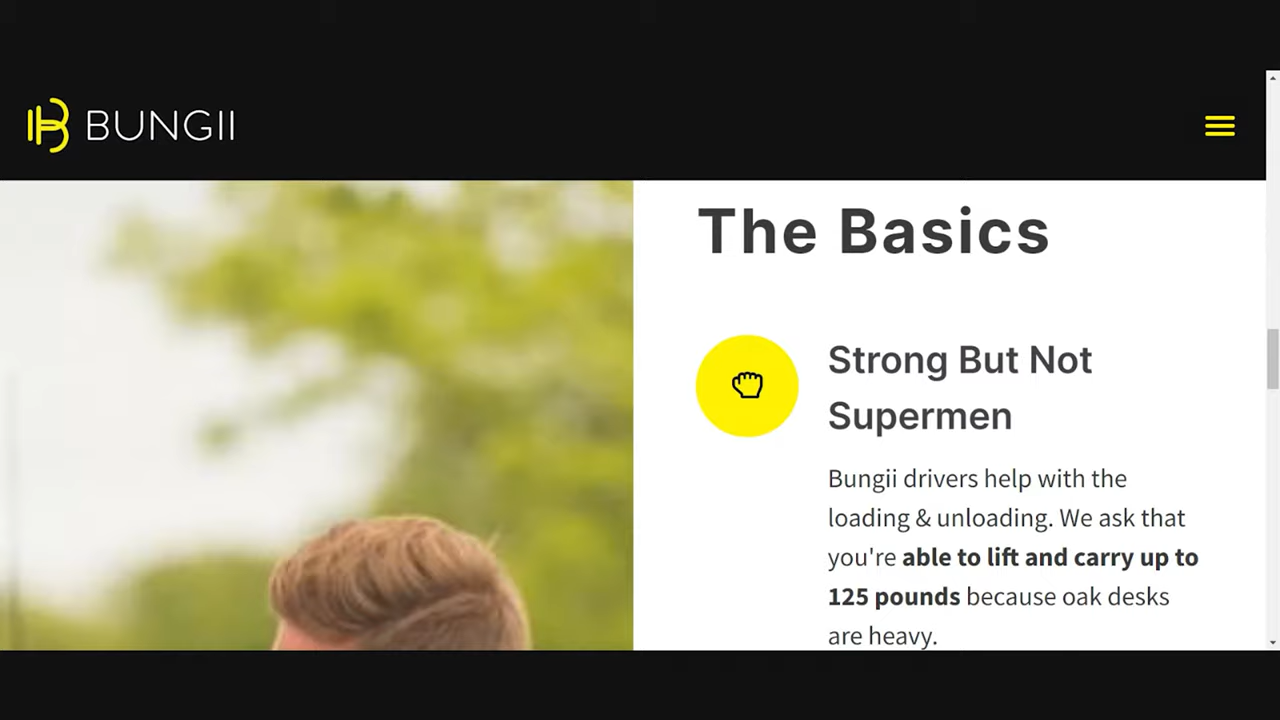 BUNGII
The Basics
Strong But Not
Supermen
Bungii drivers help with the
loading & unloading. We ask that
you're able to lift and carry up to
125 pounds because oak desks
are heavy.